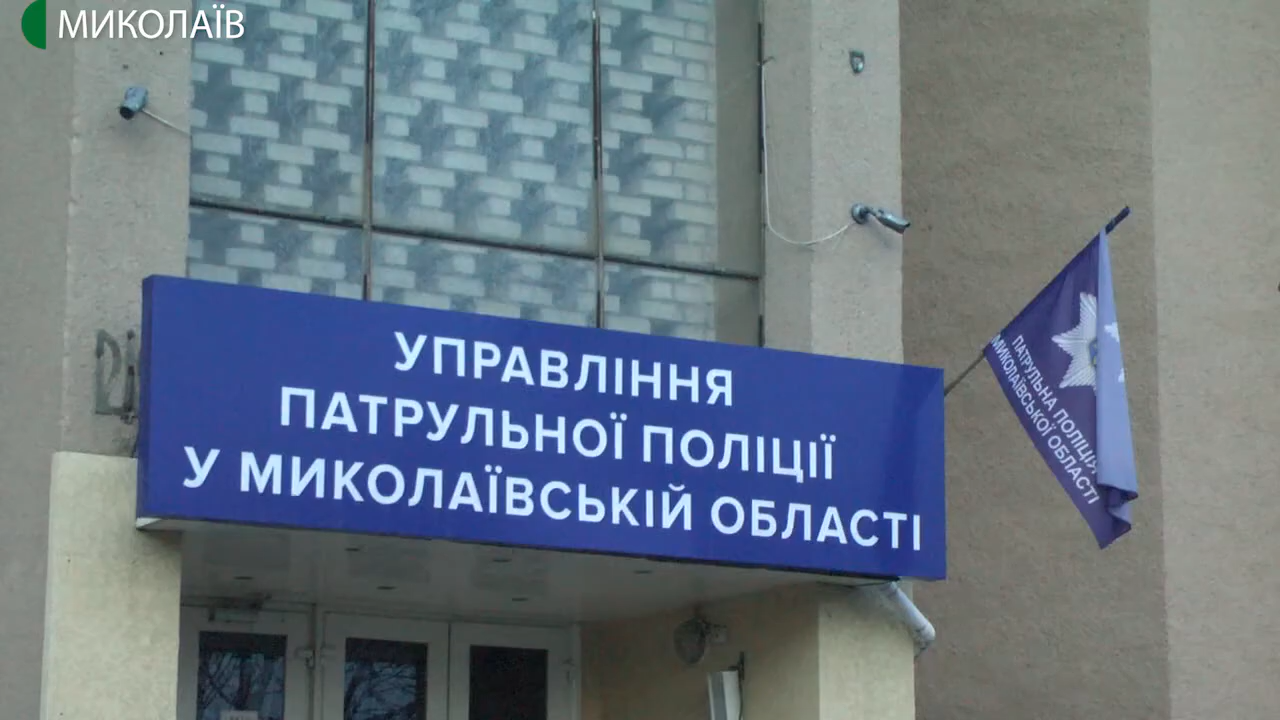 МИКОЛАЇВ
УПРАВЛІННЯ
ПАТРУЛЬНОЇ ПОЛІЦІЇ
У МИКОЛАЇВСЬКІЙ ОБЛАСТІ
ПАТРУЛЬНА ПОЛІЦІЯ
МИКОЛАЇВСЬКОЇ ОБЛАСТІ